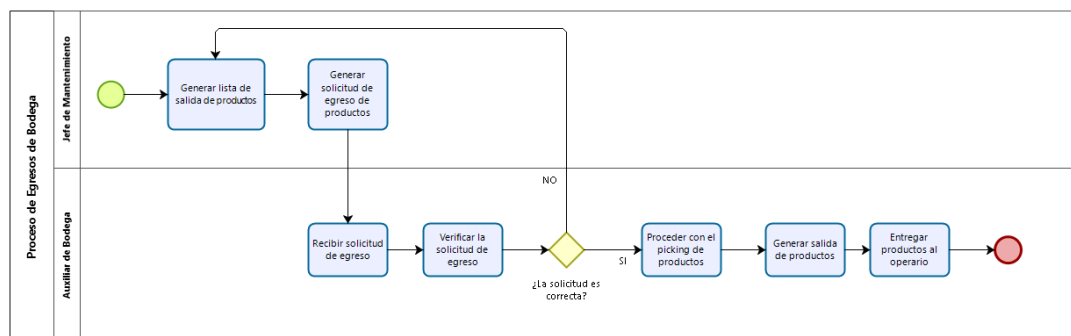 Proceso de Egresos de Bodega
Jefe de Mantenimiento
Generar lista de
salida de productos
Generar
solicitud de
egreso de
productos
Auxiliar de Bodega
Recibir solicitud
de egreso
Verificar la
solicitud de
egreso
¿La solicitud es
correcta?
NO
SI
Proceder con el
picking de
productos
Generar salida
de productos
Entregar
productos al
operario